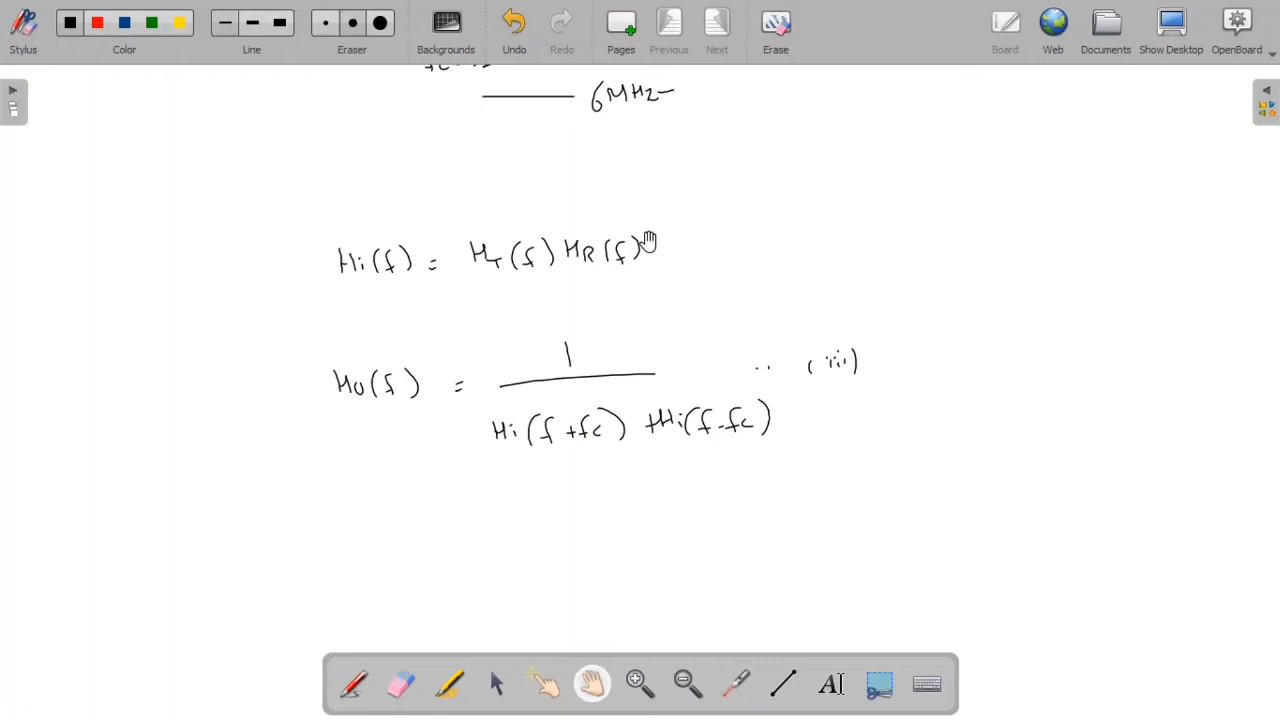 Stylus Color Line Eraser Backgrounds Undo Redo Pages Previous Next Erase Board Web Documents Show Desktop OpenBoard
6MHz
Hi(f) = HT(f) HR(f)
1
Ho(f) = ———— .. (iii)
Hi(f+fc) + Hi(f-fc)